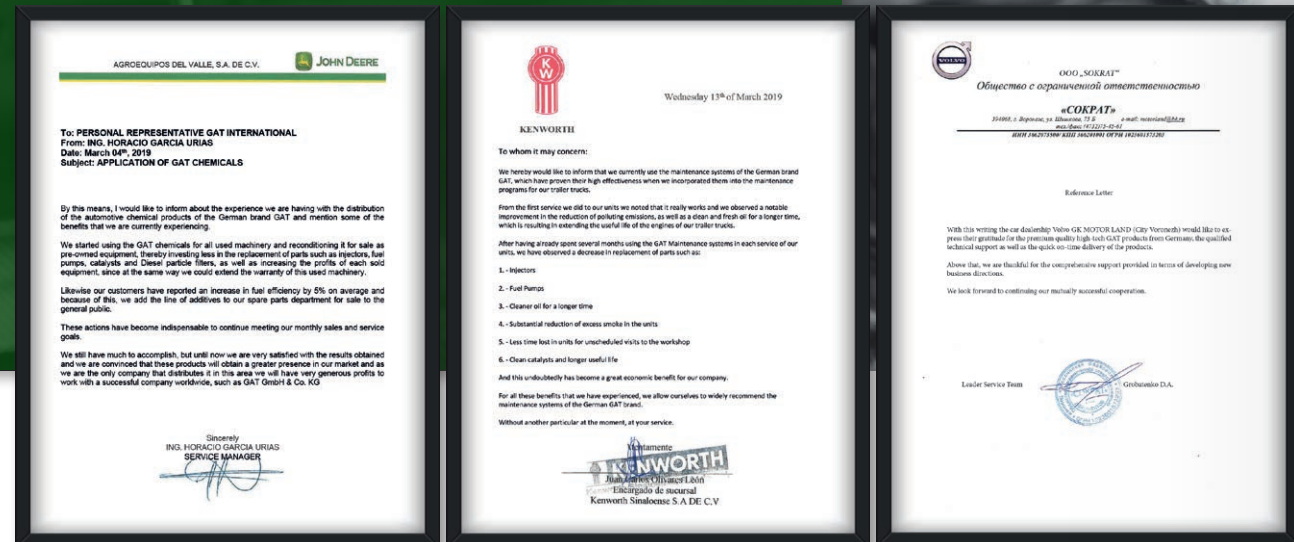 AGROEQUIPOS DEL VALLE, S.A. DE C.V.
JOHN DEERE
To: PERSONAL REPRESENTATIVE GAT INTERNATIONAL
From: ING. HORACIO GARCIA URIAS
Date: March 04th, 2019
Subject: APPLICATION OF GAT CHEMICALS
By this means, I would like to inform about the experience we are having with the distribution
of the automotive chemical products of the German brand GAT and mention some of the
benefits that we are currently experiencing.
We started using the GAT chemicals for all used machinery and reconditioning it for sale as
pre-owned equipment, thereby investing less in the replacement of parts such as injectors, fuel
pumps, catalysts and Diesel particle filters, as well as increasing the profits of each sold
equipment, since at the same way we could extend the warranty of this used machinery.
Likewise our customers have reported an increase in fuel efficiency by 5% on average and
because of this, we add the line of additives to our spare parts department for sale to the
general public.
These actions have become indispensable to continue meeting our monthly sales and service
goals.
We still have much to accomplish, but until now we are very satisfied with the results obtained
and we are convinced that these products will obtain a greater presence in our market and as
we are the only company that distributes it in this area we will have very generous profits to
work with a successful company worldwide, such as GAT GmbH & Co. KG
Sincerely
ING. HORACIO GARCIA URIAS
SERVICE MANAGER
KW
KENWORTH
Wednesday 13th of March 2019
To whom it may concern:
We hereby would like to inform that we currently use the maintenance systems of the German brand
GAT, which have proven their high effectiveness when we incorporated them into the maintenance
programs for our trailer trucks.
From the first service we did to our units we noted that it really works and we observed a notable
improvement in the reduction of polluting emissions, as well as a clean and fresh oil for a longer time,
which is resulting in extending the useful life of the engines of our trailer trucks.
After having already spent several months using the GAT Maintenance systems in each service of our
units, we have observed a decrease in replacement of parts such as:
1. - Injectors
2. - Fuel Pumps
3. - Cleaner oil for a longer time
4. - Substantial reduction of excess smoke in the units
5. - Less time lost in units for unscheduled visits to the workshop
6. - Clean catalysts and longer useful life
And this undoubtedly has become a great economic benefit for our company.
For all these benefits that we have experienced, we allow ourselves to widely recommend the
maintenance systems of the German GAT brand.
Without another particular at the moment, at your service.
Atentamente
KENWORTH
Juan Carlos Olivares León
Encargado de sucursal
Kenworth Sinaloense S.A DE C.V
VOLVO
ООО „SOKRAT"
Общество с ограниченной ответственностью
«СОКРАТ»
Reference Letter
With this writing the car dealership Volvo GK MOTOR LAND (City Voronezh) would like to ex-
press their gratitude for the premium quality high-tech GAT products from Germany, the qualified
technical support as well as the quick on-time delivery of the products.
Above that, we are thankful for the comprehensive support provided in terms of developing new
business directions.
We look forward to continuing our mutually successful cooperation.
Leader Service Team
Grobatenko D.A.